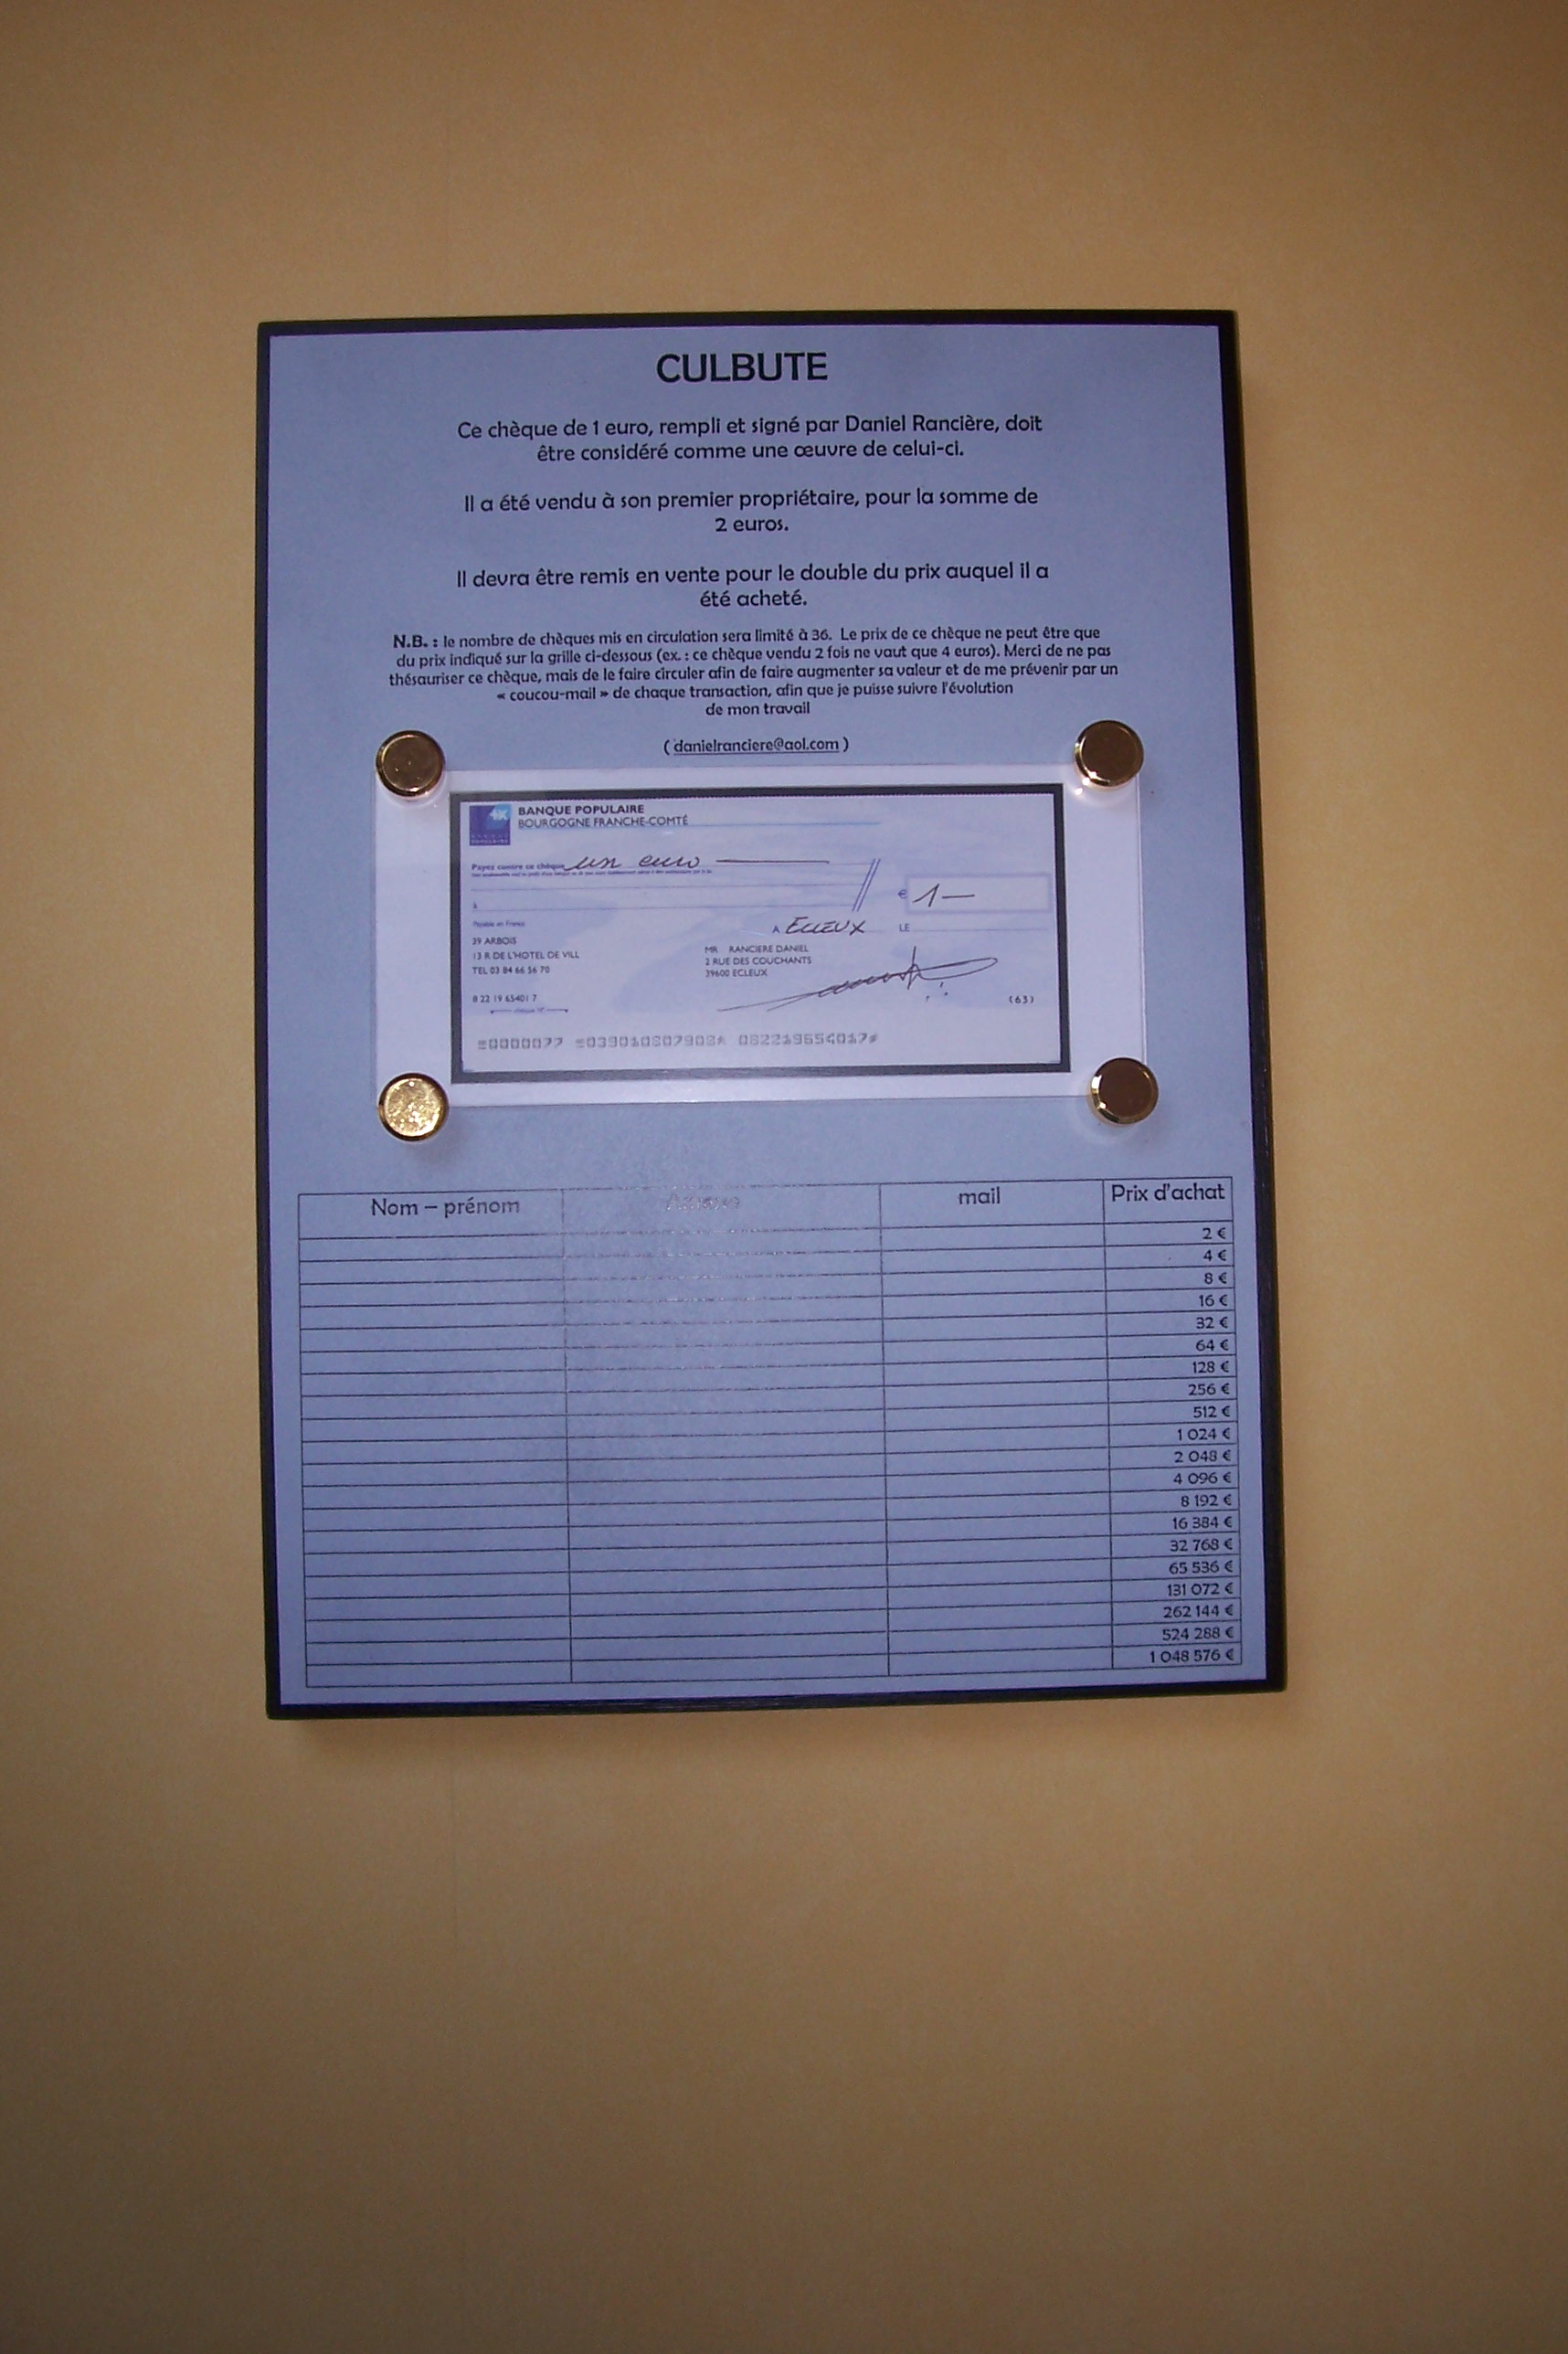 CULBUTE
Ce chèque de 1 euro, rempli et signé par Daniel Rancière, doit
être considéré comme une œuvre de celui-ci.
Il a été vendu à son premier propriétaire, pour la somme de
2 euros.
Il devra être remis en vente pour le double du prix auquel il a
été acheté.
N.B. : le nombre de chèques mis en circulation sera limité à 36. Le prix de ce chèque ne peut être que
du prix indiqué sur la grille ci-dessous (ex. : ce chèque vendu 2 fois ne vaut que 4 euros). Merci de ne pas
thésauriser ce chèque, mais de le faire circuler afin de faire augmenter sa valeur et de me prévenir par un
« coucou-mail » de chaque transaction, afin que je puisse suivre l'évolution
de mon travail
( danielranciere@aol.com )
BANQUE POPULAIRE
BOURGOGNE FRANCHE-COMTÉ
Payez contre ce chèque un euro
€ 1—
à
Payable en France
A ECLEUX LE
39 ARBOIS
13 R DE L'HOTEL DE VILL
TEL 03 84 66 56 70
MR RANCIERE DANIEL
2 RUE DES COUCHANTS
39600 ECLEUX
8 22 19 654017
chèque N°
(63)
Nom – prénom mail Prix d'achat
2 €
4 €
8 €
16 €
32 €
64 €
128 €
256 €
512 €
1 024 €
2 048 €
4 096 €
8 192 €
16 384 €
32 768 €
65 536 €
131 072 €
262 144 €
524 288 €
1 048 576 €